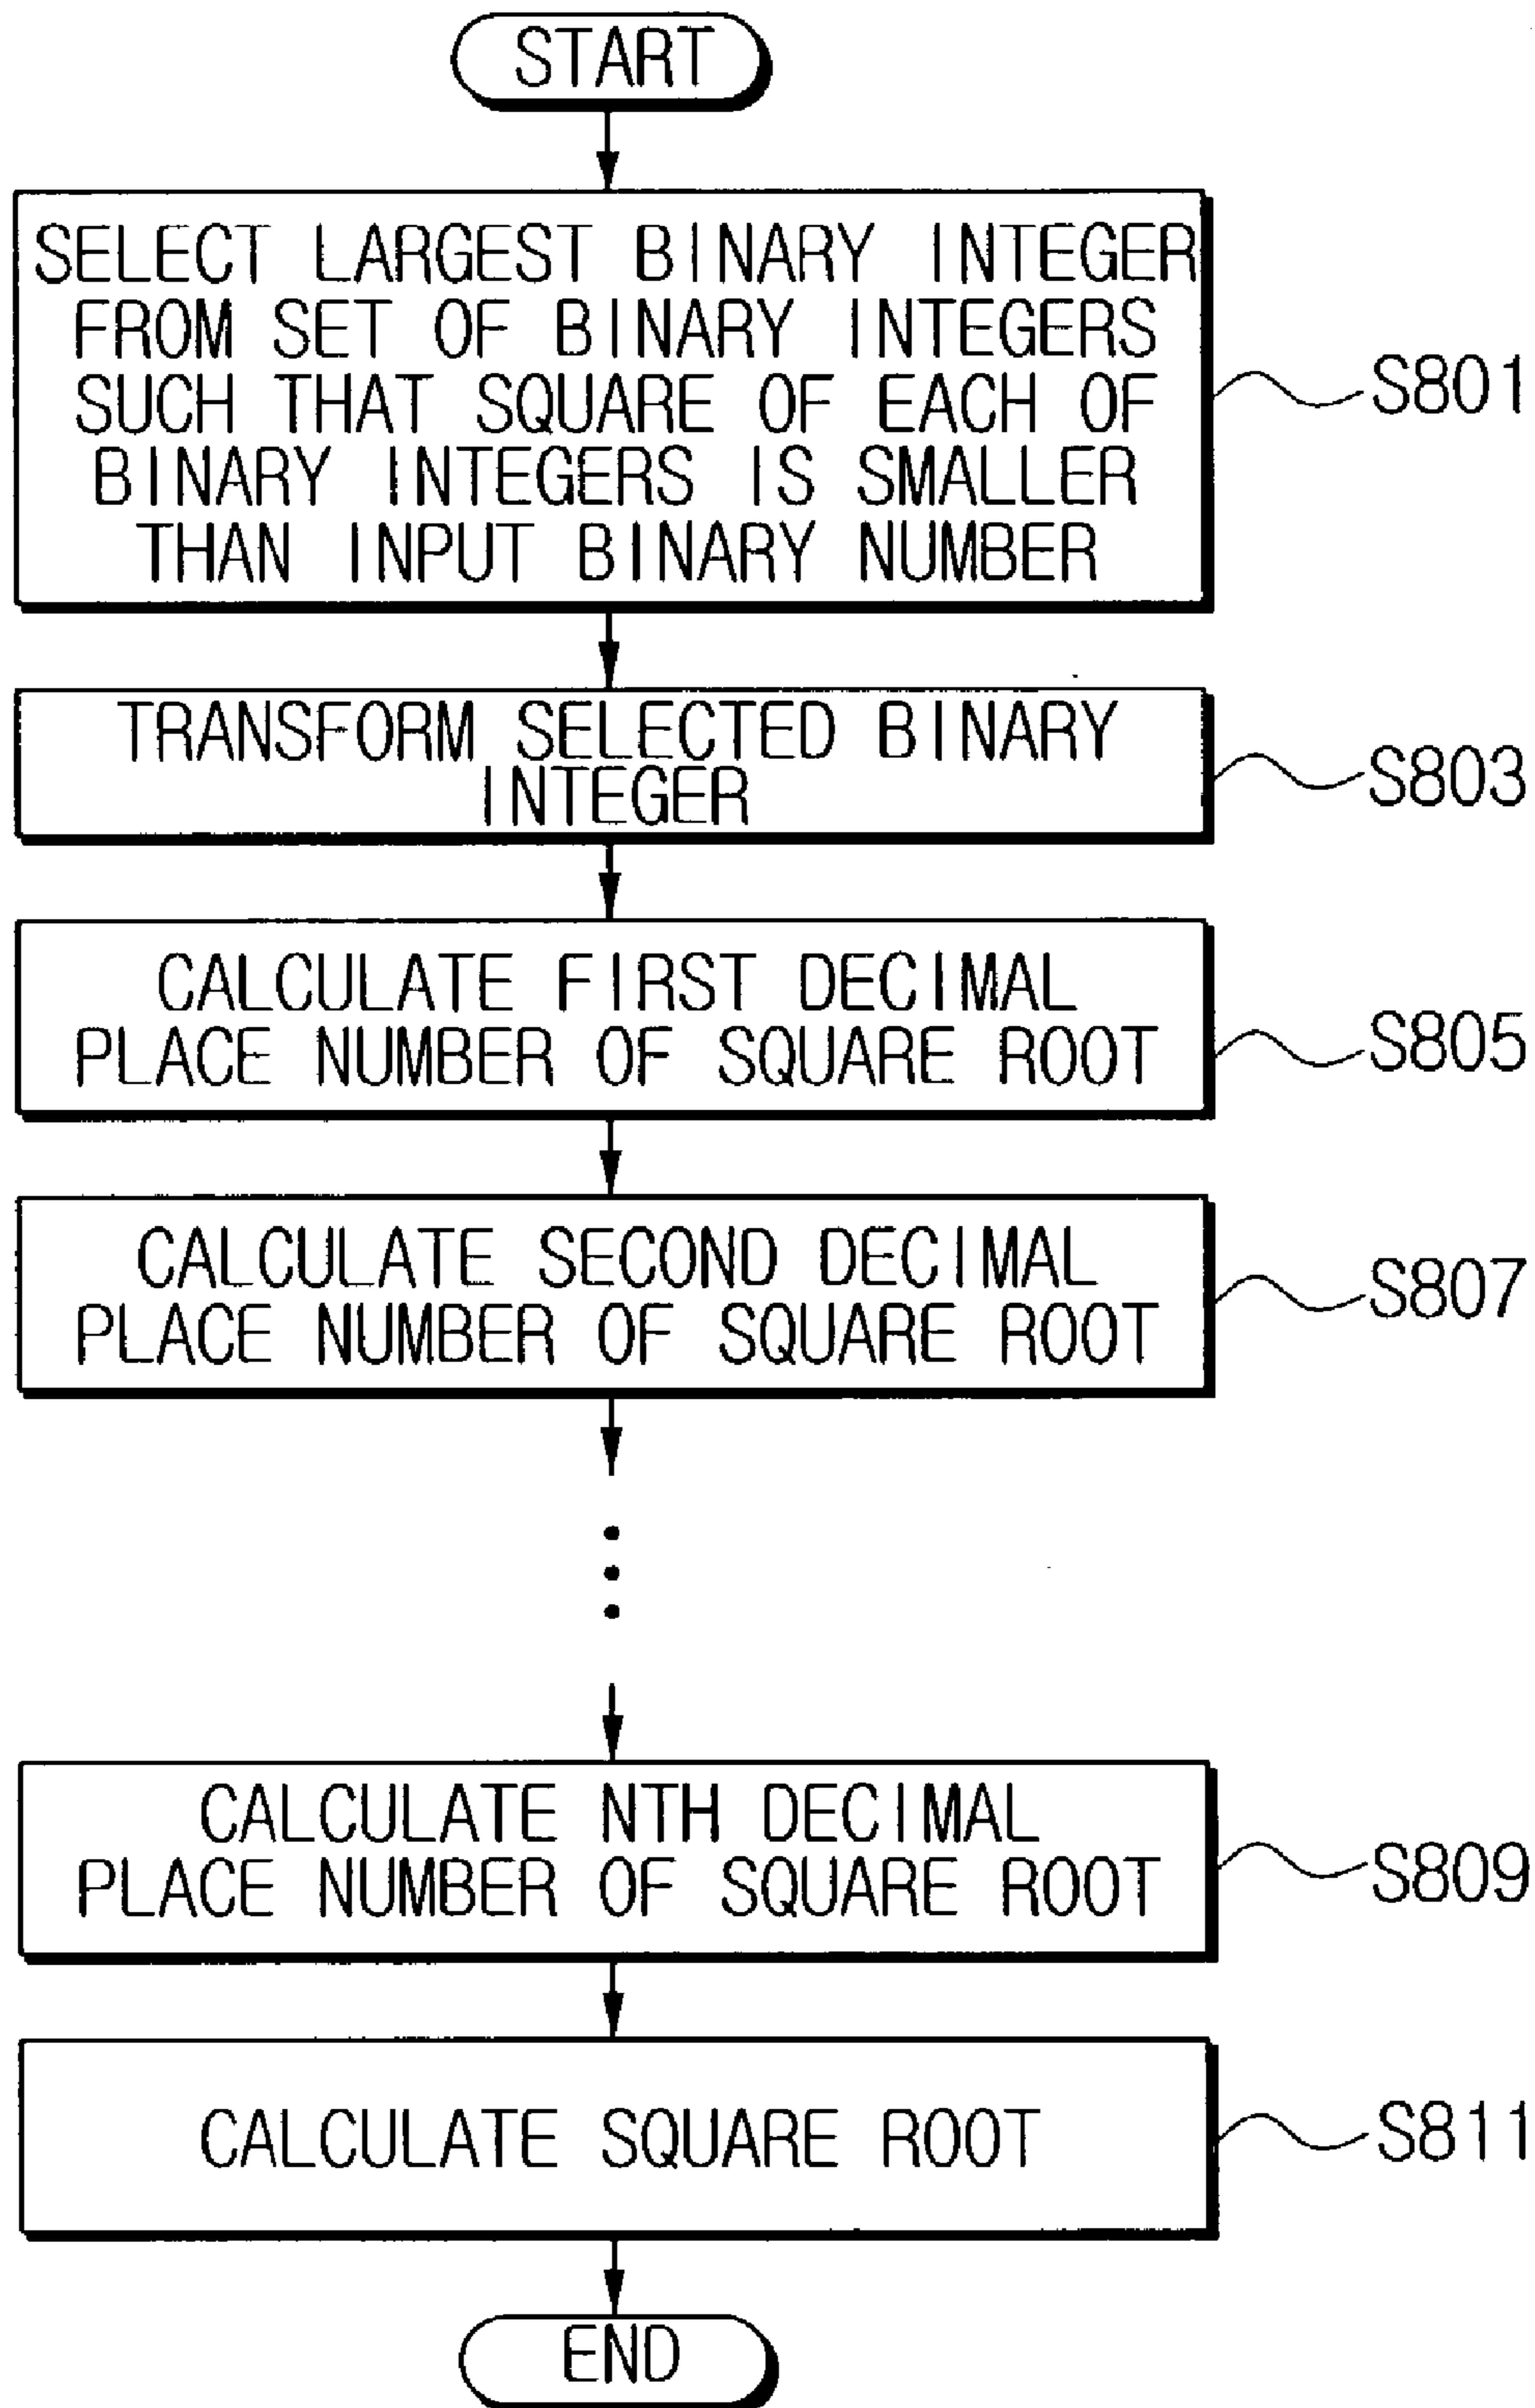 START
SELECT LARGEST BINARY INTEGER
FROM SET OF BINARY INTEGERS
SUCH THAT SQUARE OF EACH OF
BINARY INTEGERS IS SMALLER
THAN INPUT BINARY NUMBER
S801
TRANSFORM SELECTED BINARY
INTEGER
S803
CALCULATE FIRST DECIMAL
PLACE NUMBER OF SQUARE ROOT
S805
CALCULATE SECOND DECIMAL
PLACE NUMBER OF SQUARE ROOT
S807
CALCULATE NTH DECIMAL
PLACE NUMBER OF SQUARE ROOT
S809
CALCULATE SQUARE ROOT
S811
END